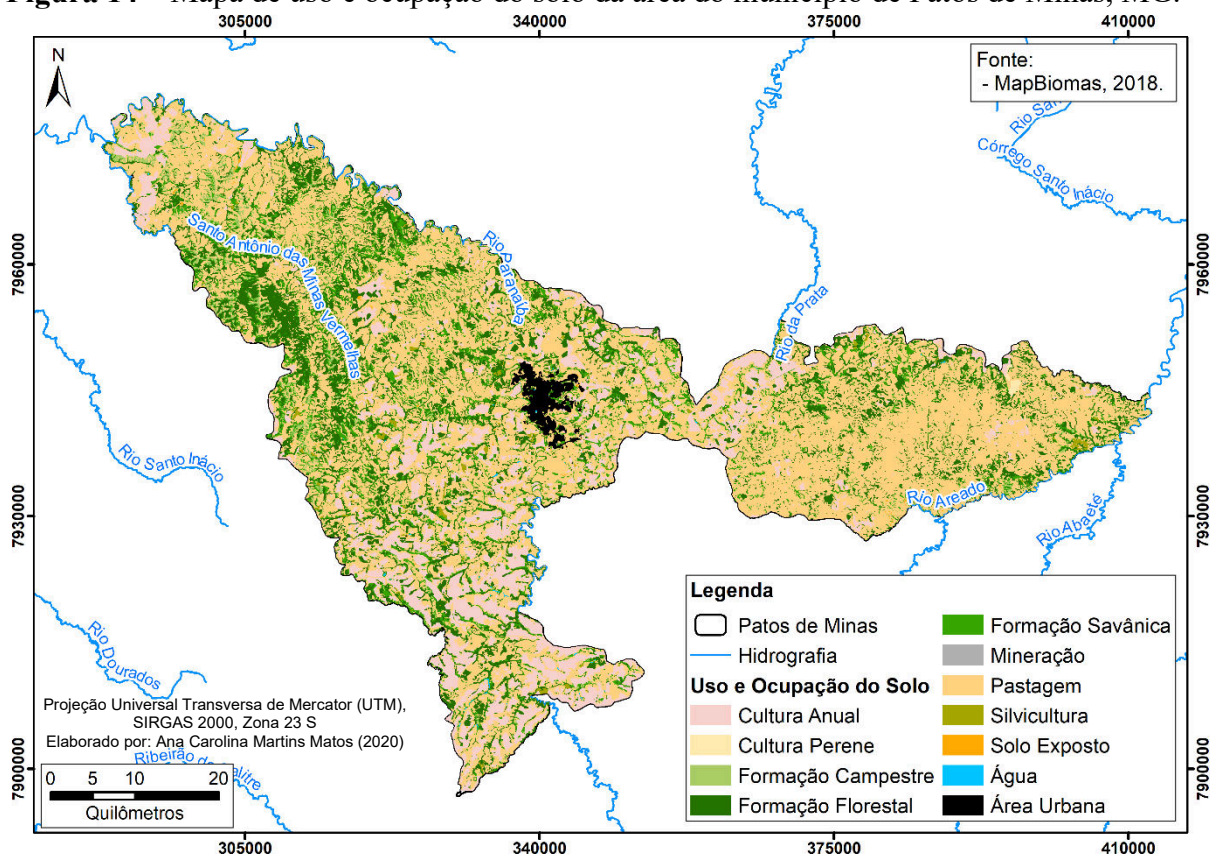 Figura 14 – Mapa de uso e ocupação do solo da área do município de Patos de Minas, MG.
305000
340000
375000
410000
N
Fonte:
- MapBiomas, 2018.
Córrego Santo Inácio
7960000
7960000
Santo Antônio das Minas Vermelhas
Rio Paranaíba
Rio da Prata
Rio Santo Inácio
7930000
7930000
Rio Areado
Rio Abaeté
Rio Dourados
Legenda
Patos de Minas
Hidrografia
Uso e Ocupação do Solo
Cultura Anual
Cultura Perene
Formação Campestre
Formação Florestal
Formação Savânica
Mineração
Pastagem
Silvicultura
Solo Exposto
Água
Área Urbana
Projeção Universal Transversa de Mercator (UTM),
SIRGAS 2000, Zona 23 S
Elaborado por: Ana Carolina Martins Matos (2020)
Ribeirão
0 5 10 20
Quilômetros
7900000
7900000
305000
340000
375000
410000